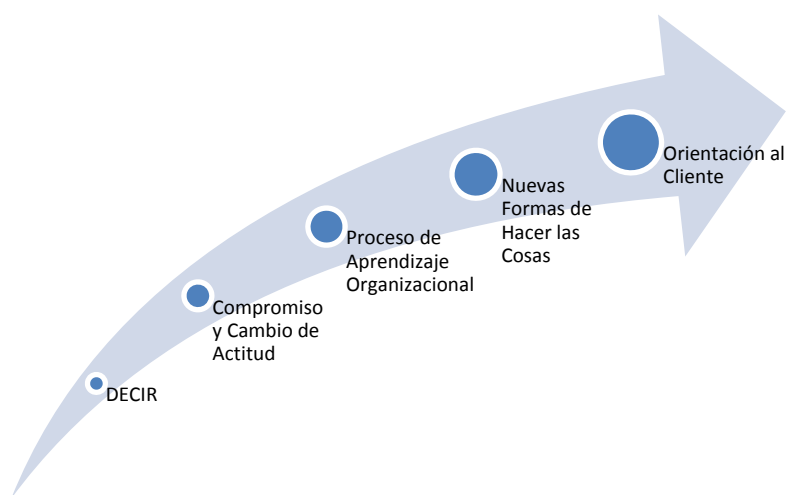 DECIR
Compromiso
y Cambio de
Actitud
Proceso de
Aprendizaje
Organizacional
Nuevas
Formas de
Hacer las
Cosas
Orientación al
Cliente